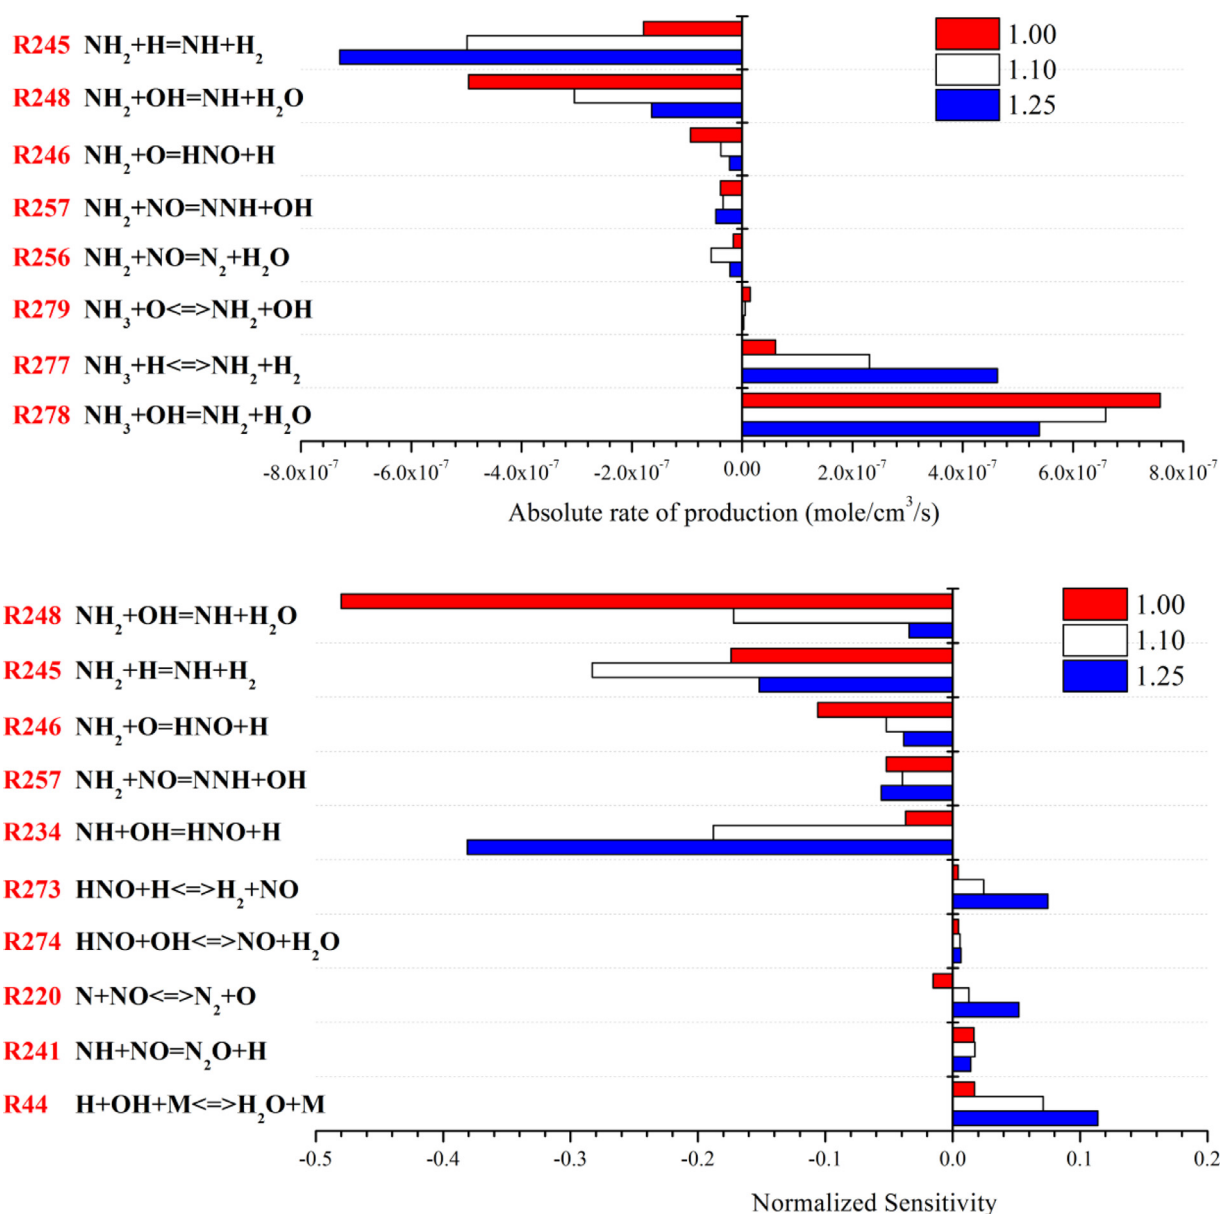 R245 NH2+H=NH+H2
R248 NH2+OH=NH+H2O
R246 NH2+O=HNO+H
R257 NH2+NO=NNH+OH
R256 NH2+NO=N2+H2O
R279 NH3+O<=>NH2+OH
R277 NH3+H<=>NH2+H2
R278 NH3+OH=NH2+H2O
1.00
1.10
1.25
-8.0x10-7 -6.0x10-7 -4.0x10-7 -2.0x10-7 0.00 2.0x10-7 4.0x10-7 6.0x10-7 8.0x10-7
Absolute rate of production (mole/cm3/s)
R248 NH2+OH=NH+H2O
R245 NH2+H=NH+H2
R246 NH2+O=HNO+H
R257 NH2+NO=NNH+OH
R234 NH+OH=HNO+H
R273 HNO+H<=>H2+NO
R274 HNO+OH<=>NO+H2O
R220 N+NO<=>N2+O
R241 NH+NO=N2O+H
R44 H+OH+M<=>H2O+M
1.00
1.10
1.25
-0.5 -0.4 -0.3 -0.2 -0.1 0.0 0.1 0.2
Normalized Sensitivity